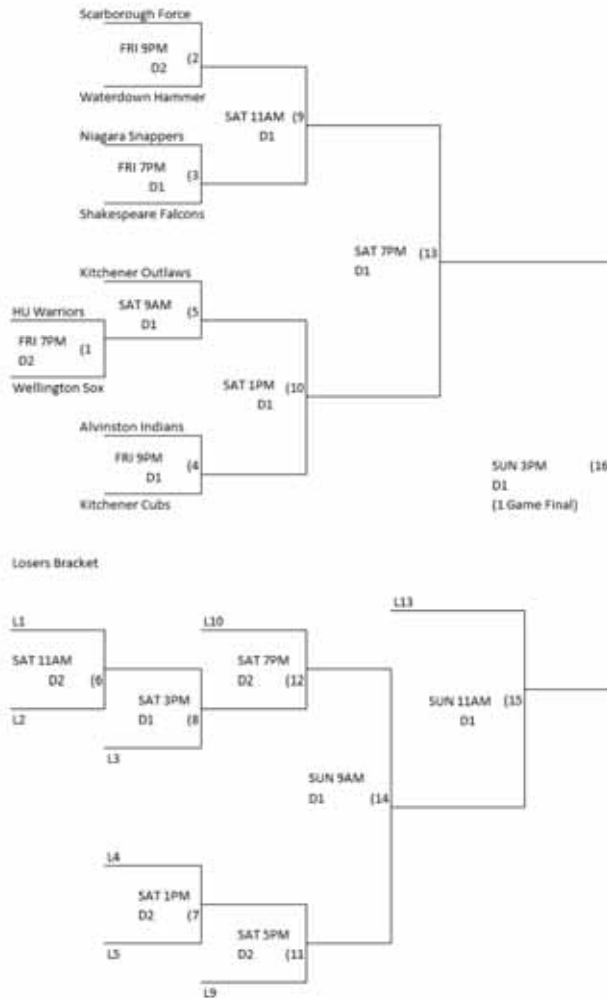 Scarborough Force
FRI 9PM (2
D2
Waterdown Hammer
SAT 11AM (9
D1
Niagara Snappers
FRI 7PM (3
D1
Shakespeare Falcons
SAT 7PM (13
D1
Kitchener Outlaws
SAT 9AM (5
D1
HU Warriors
FRI 7PM (1
D2
Wellington Sox
SAT 1PM (10
D1
Alvinston Indians
FRI 9PM (4
D1
Kitchener Cubs
SUN 3PM (16
D1
(1 Game Final)
Losers Bracket
L13
L1
L10
SAT 11AM
D2 (6
SAT 7PM
D2 (12
L2
SAT 3PM
D1 (8
L3
SUN 11AM (15
D1
SUN 9AM
D1 (14
L4
SAT 1PM
D2 (7
L5
SAT 5PM
D2 (11
L9